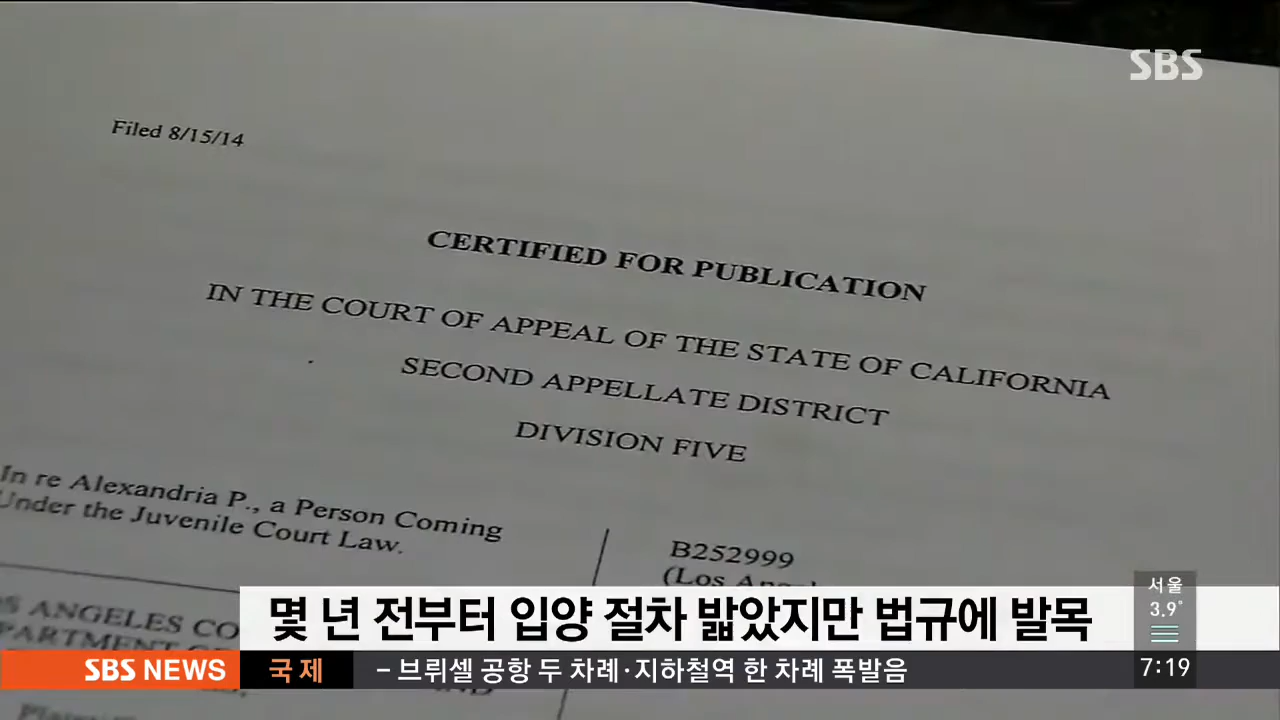 SBS
Filed 8/15/14
CERTIFIED FOR PUBLICATION
IN THE COURT OF APPEAL OF THE STATE OF CALIFORNIA
SECOND APPELLATE DISTRICT
DIVISION FIVE
In re Alexandria P., a Person Coming
Under the Juvenile Court Law.
B252999
(Los
ANGELES CO
몇 년 전부터 입양 절차 밟았지만 법규에 발목
서울
3.9°
SBS NEWS
국제
- 브뤼셀 공항 두 차례·지하철역 한 차례 폭발음
7:19